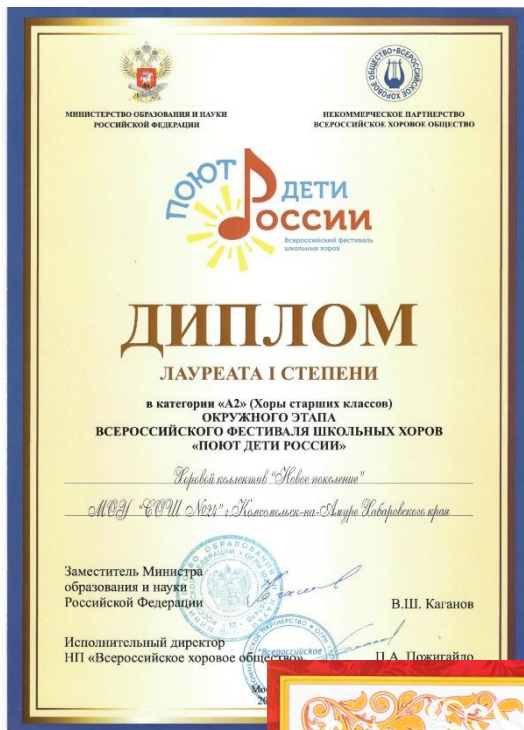 МИНИСТЕРСТВО ОБРАЗОВАНИЯ И НАУКИ
РОССИЙСКОЙ ФЕДЕРАЦИИ
НЕКОММЕРЧЕСКОЕ ПАРТНЕРСТВО
ВСЕРОССИЙСКОЕ ХОРОВОЕ ОБЩЕСТВО
ПОЮТ
ДЕТИ
РОССИИ
Всероссийский фестиваль
школьных хоров
ДИПЛОМ
ЛАУРЕАТА I СТЕПЕНИ
в категории «А2» (Хоры старших классов)
ОКРУЖНОГО ЭТАПА
ВСЕРОССИЙСКОГО ФЕСТИВАЛЯ ШКОЛЬНЫХ ХОРОВ
«ПОЮТ ДЕТИ РОССИИ»
Хоровой коллектив "Новое поколение"
МОУ "СОШ №24" г.Комсомольск-на-Амуре Хабаровского края
Заместитель Министра
образования и науки
Российской Федерации
В.Ш. Каганов
Исполнительный директор
НП «Всероссийское хоровое общество»
П.А. Пожигайло
Всероссийское